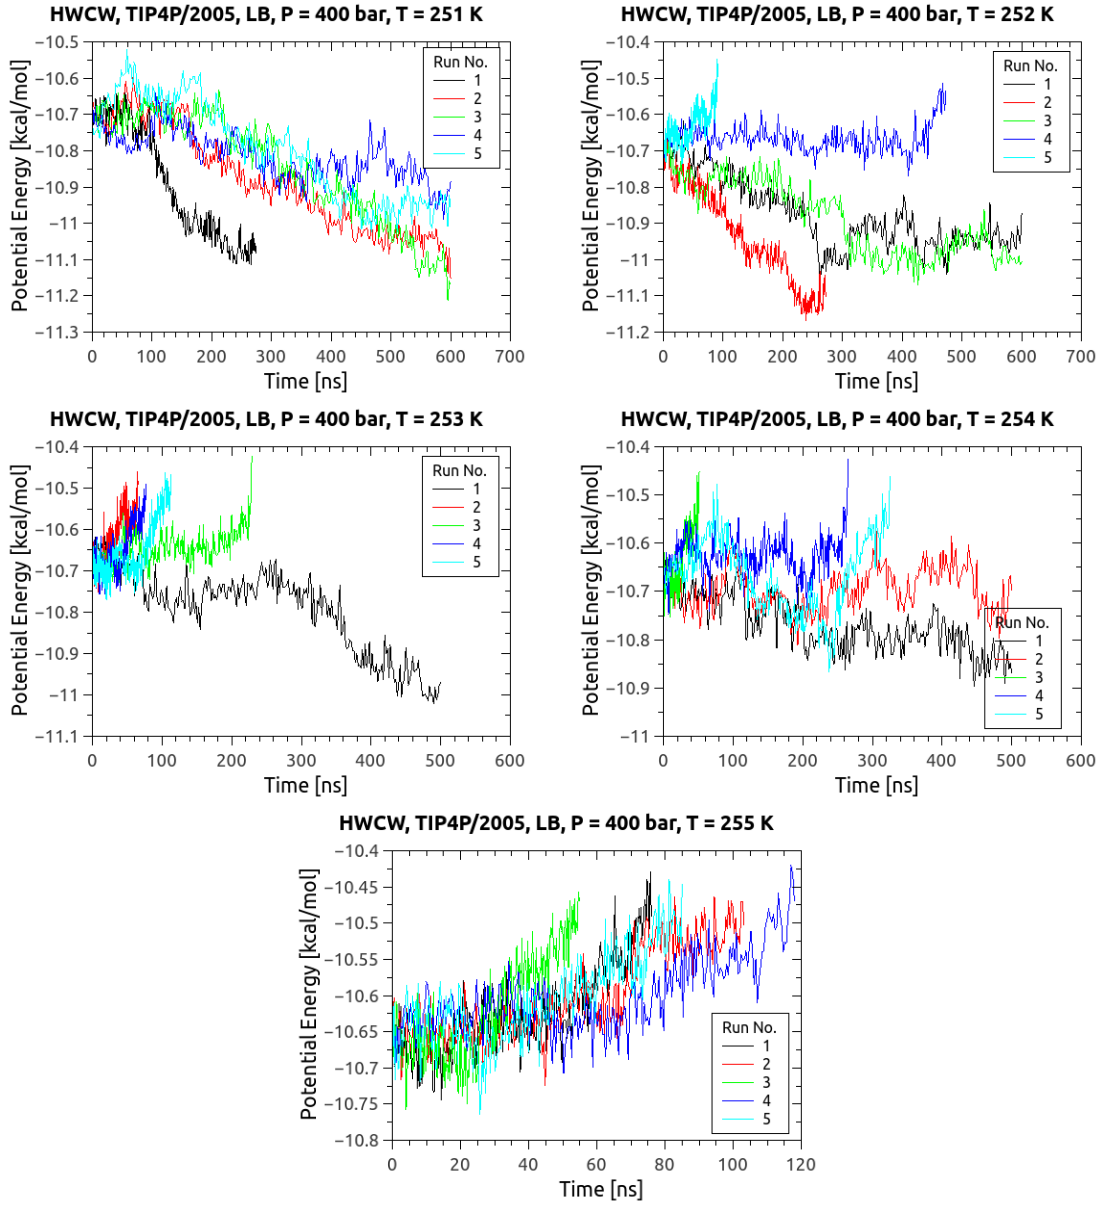 HWCW, TIP4P/2005, LB, P = 400 bar, T = 251 K
Potential Energy [kcal/mol]
−10.5
−10.6
−10.7
−10.8
−10.9
−11
−11.1
−11.2
−11.3
0 100 200 300 400 500 600 700
Time [ns]
Run No.
1
2
3
4
5
HWCW, TIP4P/2005, LB, P = 400 bar, T = 252 K
Potential Energy [kcal/mol]
−10.4
−10.5
−10.6
−10.7
−10.8
−10.9
−11
−11.1
−11.2
0 100 200 300 400 500 600 700
Time [ns]
Run No.
1
2
3
4
5
HWCW, TIP4P/2005, LB, P = 400 bar, T = 253 K
Potential Energy [kcal/mol]
−10.4
−10.5
−10.6
−10.7
−10.8
−10.9
−11
−11.1
0 100 200 300 400 500 600
Time [ns]
Run No.
1
2
3
4
5
HWCW, TIP4P/2005, LB, P = 400 bar, T = 254 K
Potential Energy [kcal/mol]
−10.4
−10.5
−10.6
−10.7
−10.8
−10.9
−11
0 100 200 300 400 500 600
Time [ns]
Run No.
1
2
3
4
5
HWCW, TIP4P/2005, LB, P = 400 bar, T = 255 K
Potential Energy [kcal/mol]
−10.4
−10.45
−10.5
−10.55
−10.6
−10.65
−10.7
−10.75
−10.8
0 20 40 60 80 100 120
Time [ns]
Run No.
1
2
3
4
5